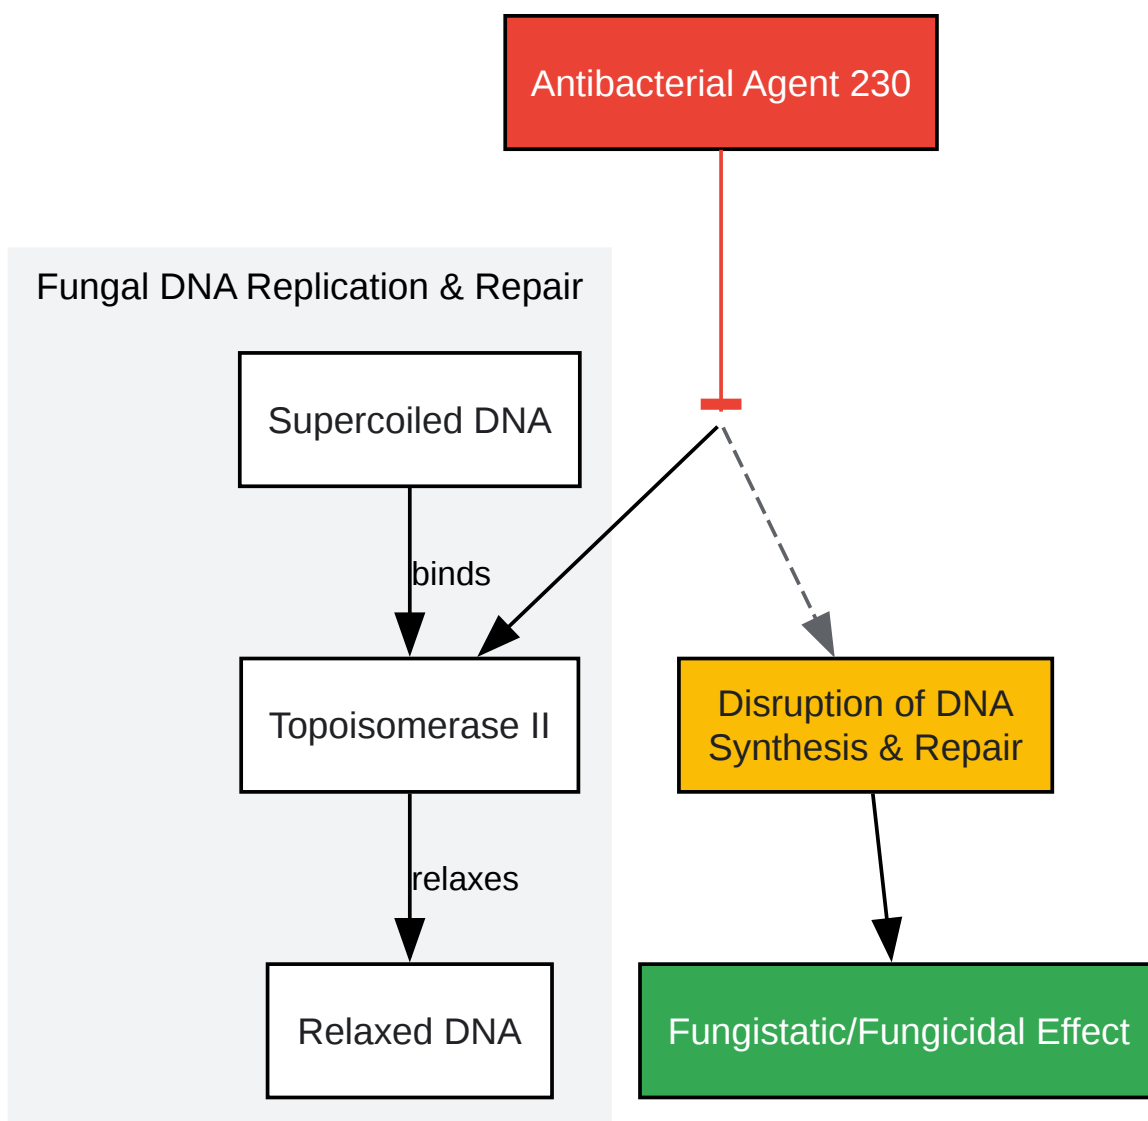 Antibacterial Agent 230
Fungal DNA Replication & Repair
Supercoiled DNA
binds
Topoisomerase II
Disruption of DNA
Synthesis & Repair
relaxes
Relaxed DNA
Fungistatic/Fungicidal Effect